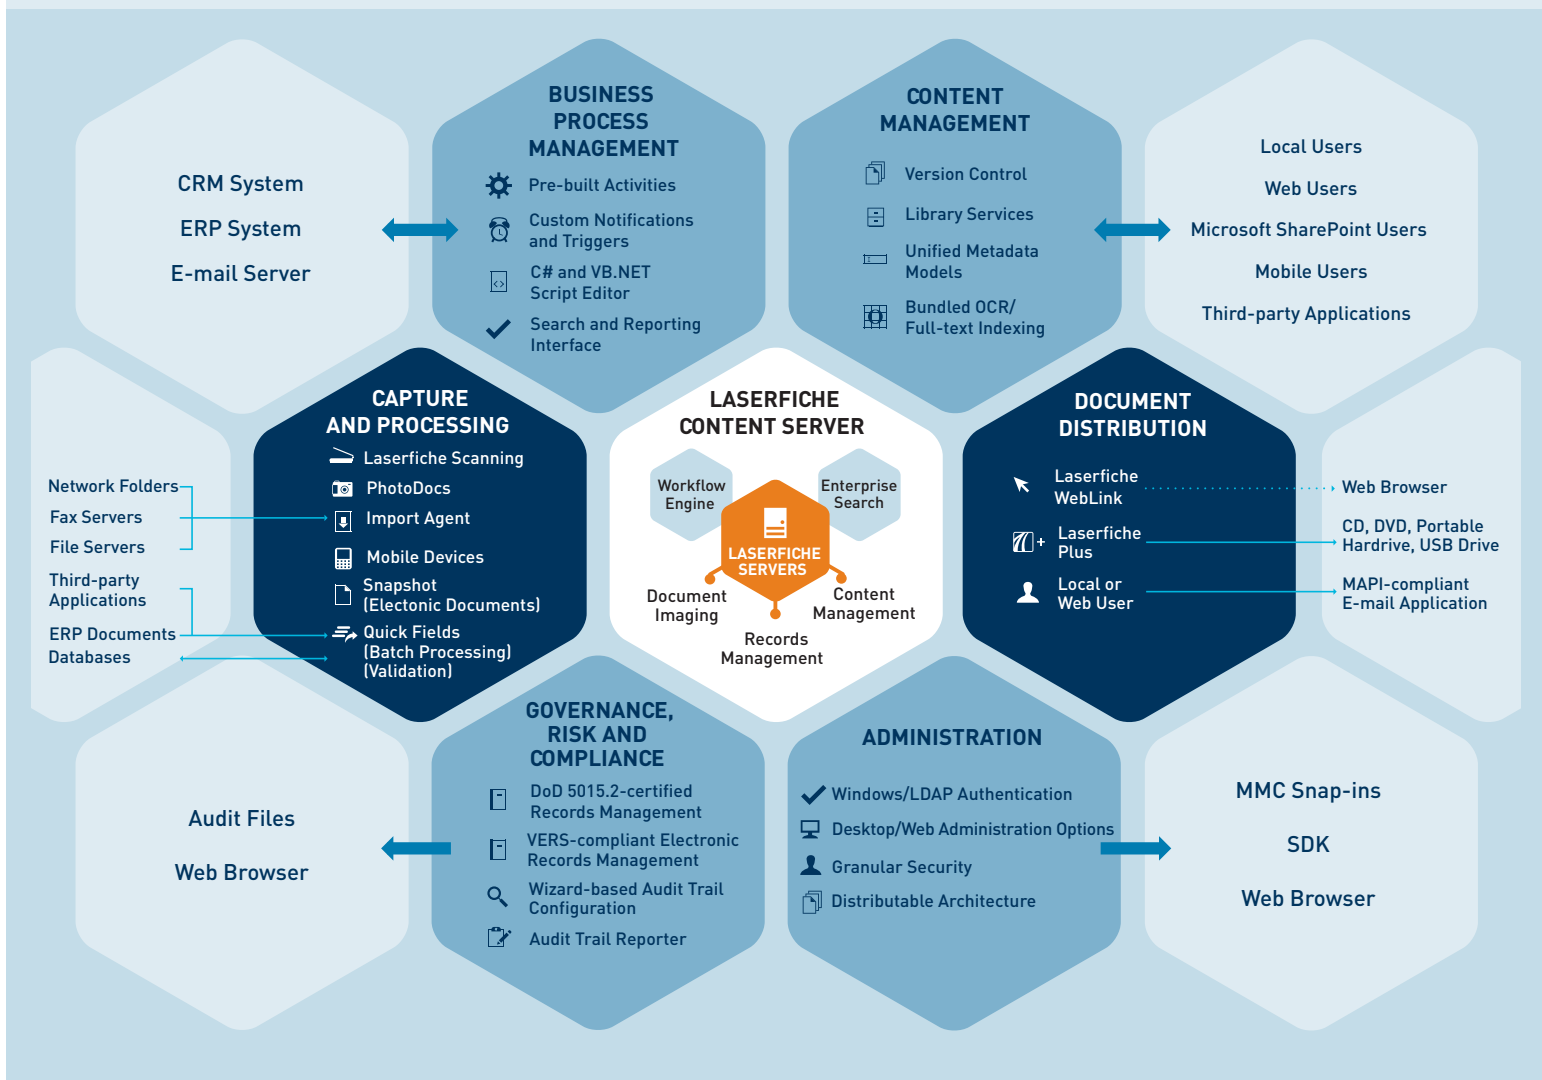 CRM System
ERP System
E-mail Server
BUSINESS
PROCESS
MANAGEMENT
Pre-built Activities
Custom Notifications
and Triggers
C# and VB.NET
Script Editor
Search and Reporting
Interface
CONTENT
MANAGEMENT
Version Control
Library Services
Unified Metadata
Models
Bundled OCR/
Full-text Indexing
Local Users
Web Users
Microsoft SharePoint Users
Mobile Users
Third-party Applications
Network Folders
Fax Servers
File Servers
Third-party
Applications
ERP Documents
Databases
CAPTURE
AND PROCESSING
Laserfiche Scanning
PhotoDocs
Import Agent
Mobile Devices
Snapshot
(Electonic Documents)
Quick Fields
(Batch Processing)
(Validation)
LASERFICHE
CONTENT SERVER
Workflow
Engine
Enterprise
Search
LASERFICHE
SERVERS
Document
Imaging
Content
Management
Records
Management
DOCUMENT
DISTRIBUTION
Laserfiche
WebLink
Laserfiche
Plus
Local or
Web User
Web Browser
CD, DVD, Portable
Hardrive, USB Drive
MAPI-compliant
E-mail Application
Audit Files
Web Browser
GOVERNANCE,
RISK AND
COMPLIANCE
DoD 5015.2-certified
Records Management
VERS-compliant Electronic
Records Management
Wizard-based Audit Trail
Configuration
Audit Trail Reporter
ADMINISTRATION
Windows/LDAP Authentication
Desktop/Web Administration Options
Granular Security
Distributable Architecture
MMC Snap-ins
SDK
Web Browser